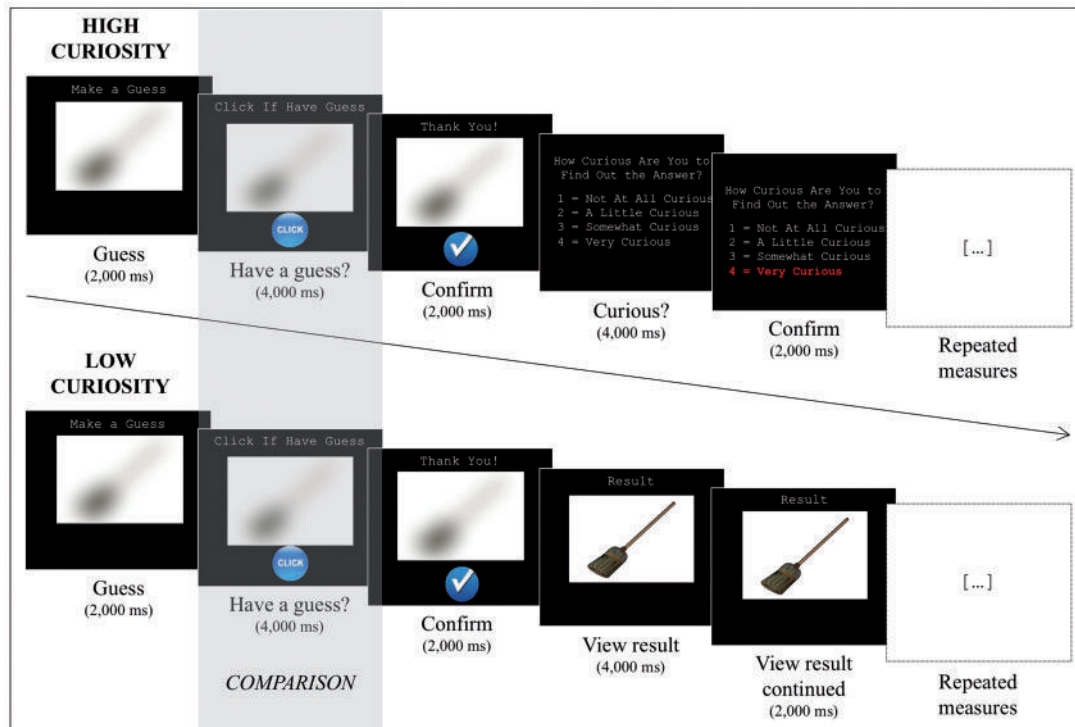 HIGH
CURIOSITY
Make a Guess
Guess
(2,000 ms)
Click If Have Guess
CLICK
Have a guess?
(4,000 ms)
Thank You!
Confirm
(2,000 ms)
How Curious Are You to
Find Out the Answer?
1 = Not At All Curious
2 = A Little Curious
3 = Somewhat Curious
4 = Very Curious
Curious?
(4,000 ms)
How Curious Are You to
Find Out the Answer?
1 = Not At All Curious
2 = A Little Curious
3 = Somewhat Curious
4 = Very Curious
Confirm
(2,000 ms)
[...]
Repeated
measures
LOW
CURIOSITY
Make a Guess
Guess
(2,000 ms)
Click If Have Guess
CLICK
Have a guess?
(4,000 ms)
COMPARISON
Thank You!
Confirm
(2,000 ms)
Result
View result
(4,000 ms)
Result
View result
continued
(2,000 ms)
[...]
Repeated
measures